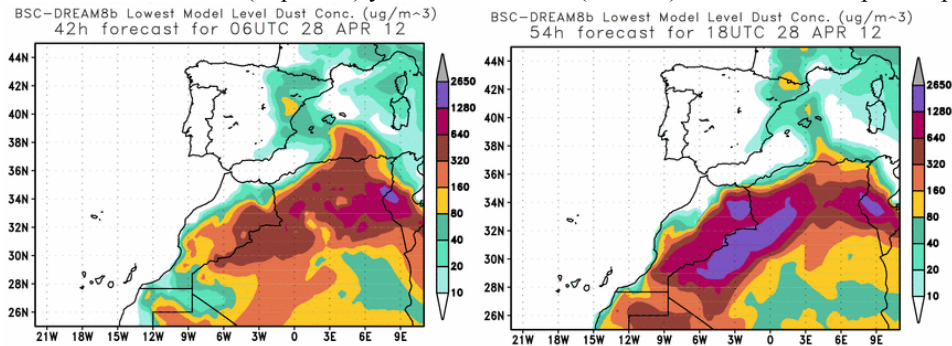 BSC-DREAM8b Lowest Model Level Dust Conc. (ug/m^3)
42h forecast for 06UTC 28 APR 12
44N
42N
40N
38N
36N
34N
32N
30N
28N
26N
21W 18W 15W 12W 9W 6W 3W 0 3E 6E 9E
2650
1280
640
320
160
80
40
20
10
BSC-DREAM8b Lowest Model Level Dust Conc. (ug/m^3)
54h forecast for 18UTC 28 APR 12
44N
42N
40N
38N
36N
34N
32N
30N
28N
26N
21W 18W 15W 12W 9W 6W 3W 0 3E 6E 9E
2650
1280
640
320
160
80
40
20
10